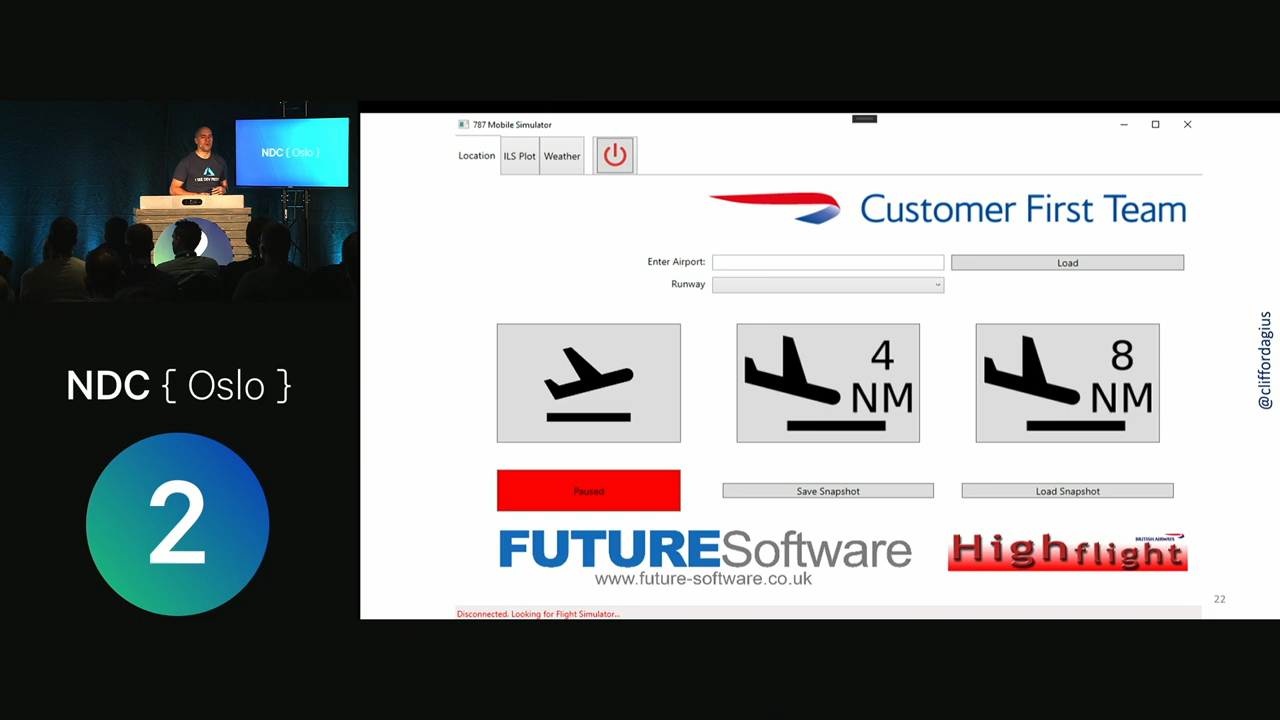 NDC { Oslo }
NDC { Oslo }
2
787 Mobile Simulator
Location
ILS Plot
Weather
Customer First Team
Enter Airport:
Load
Runway
4
NM
8
NM
Paused
Save Snapshot
Load Snapshot
FUTURESoftware
www.future-software.co.uk
BRITISH AIRWAYS
Highflight
Disconnected. Looking for Flight Simulator...
22
@cliffordagius